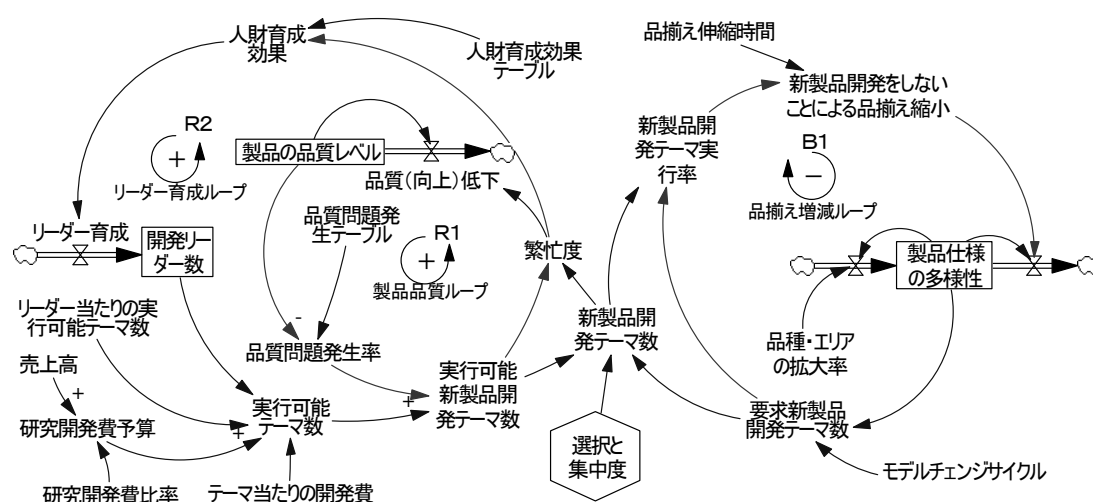 人財育成
効果
人財育成効果
テーブル
品揃え伸縮時間
新製品開発をしない
ことによる品揃え縮小
新製品開
発テーマ実
行率
R2
+
リーダー育成ループ
製品の品質レベル
品質(向上)低下
B1
−
品揃え増減ループ
リーダー育成
開発リー
ダー数
品質問題発
生テーブル
R1
+
製品品質ループ
繁忙度
製品仕様
の多様性
リーダー当たりの実
行可能テーマ数
-
品質問題発生率
新製品開
発テーマ数
品種・エリア
の拡大率
売上高
+
研究開発費予算
+
実行可能
テーマ数
+
実行可能
新製品開
発テーマ数
選択と
集中度
要求新製品
開発テーマ数
モデルチェンジサイクル
研究開発費比率
テーマ当たりの開発費